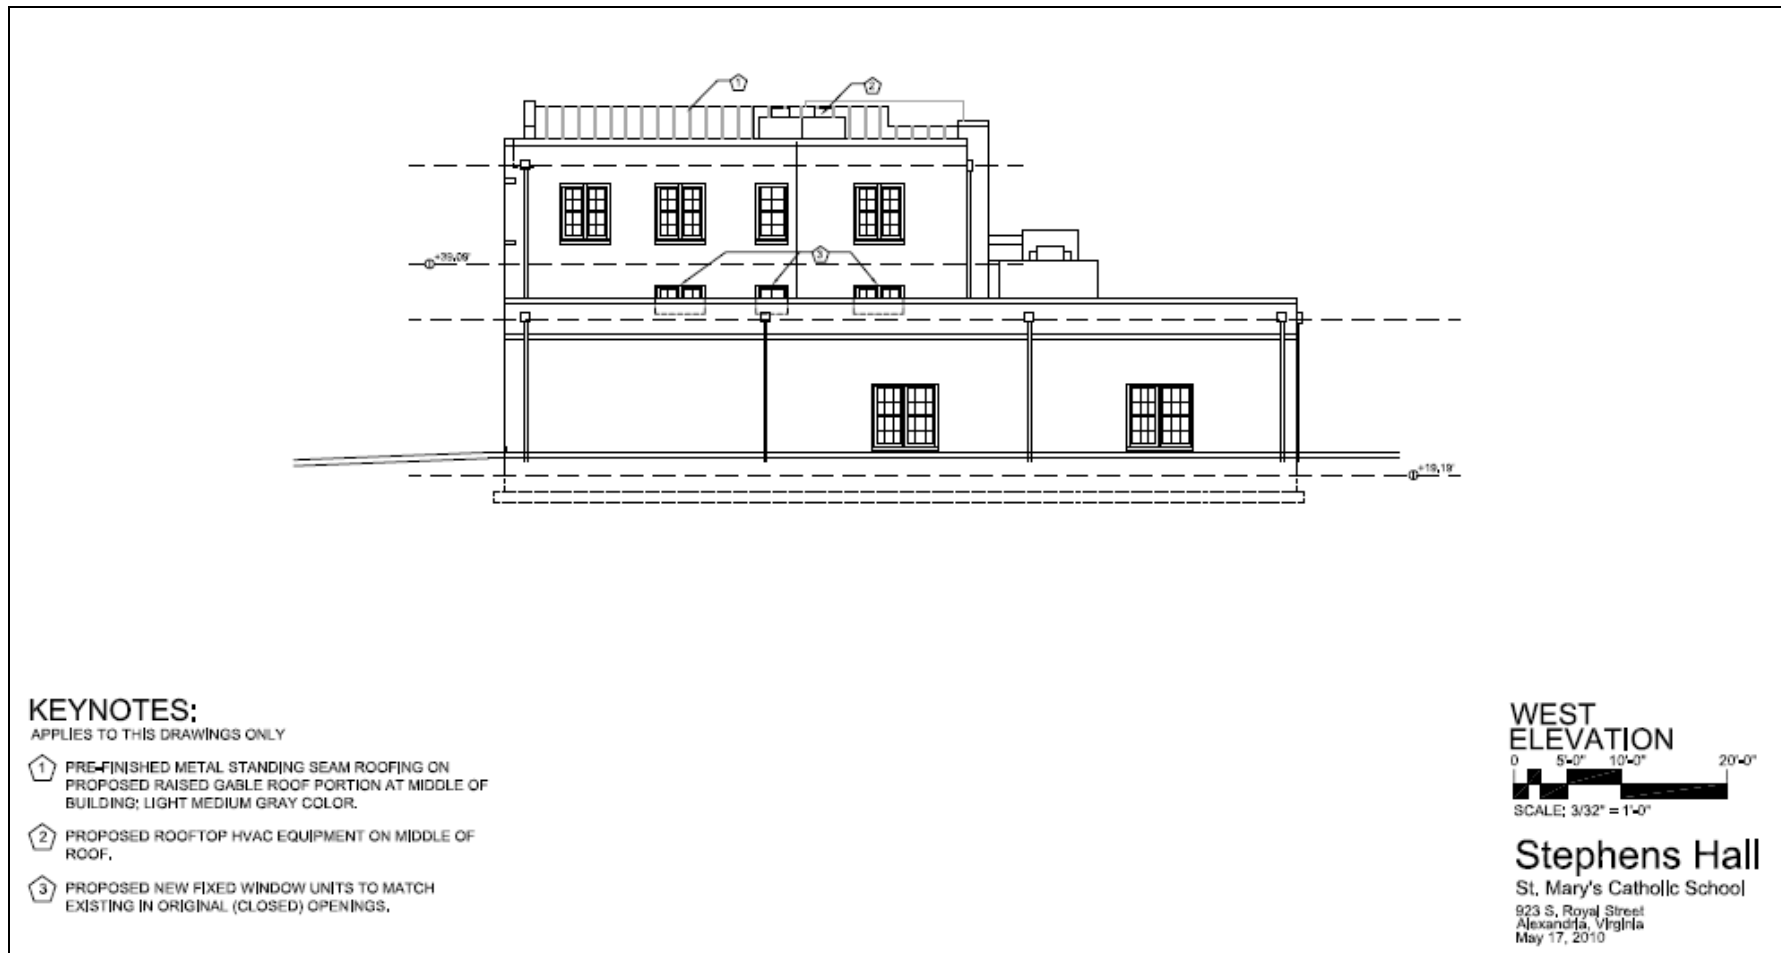 1
2
+39.09'
3
+19.19'
KEYNOTES:
APPLIES TO THIS DRAWINGS ONLY
1 PRE-FINISHED METAL STANDING SEAM ROOFING ON
PROPOSED RAISED GABLE ROOF PORTION AT MIDDLE OF
BUILDING; LIGHT MEDIUM GRAY COLOR.
2 PROPOSED ROOFTOP HVAC EQUIPMENT ON MIDDLE OF
ROOF.
3 PROPOSED NEW FIXED WINDOW UNITS TO MATCH
EXISTING IN ORIGINAL (CLOSED) OPENINGS.
WEST
ELEVATION
0 5'-0" 10'-0" 20'-0"
SCALE: 3/32" = 1'-0"
Stephens Hall
St. Mary's Catholic School
923 S. Royal Street
Alexandria, Virginia
May 17, 2010